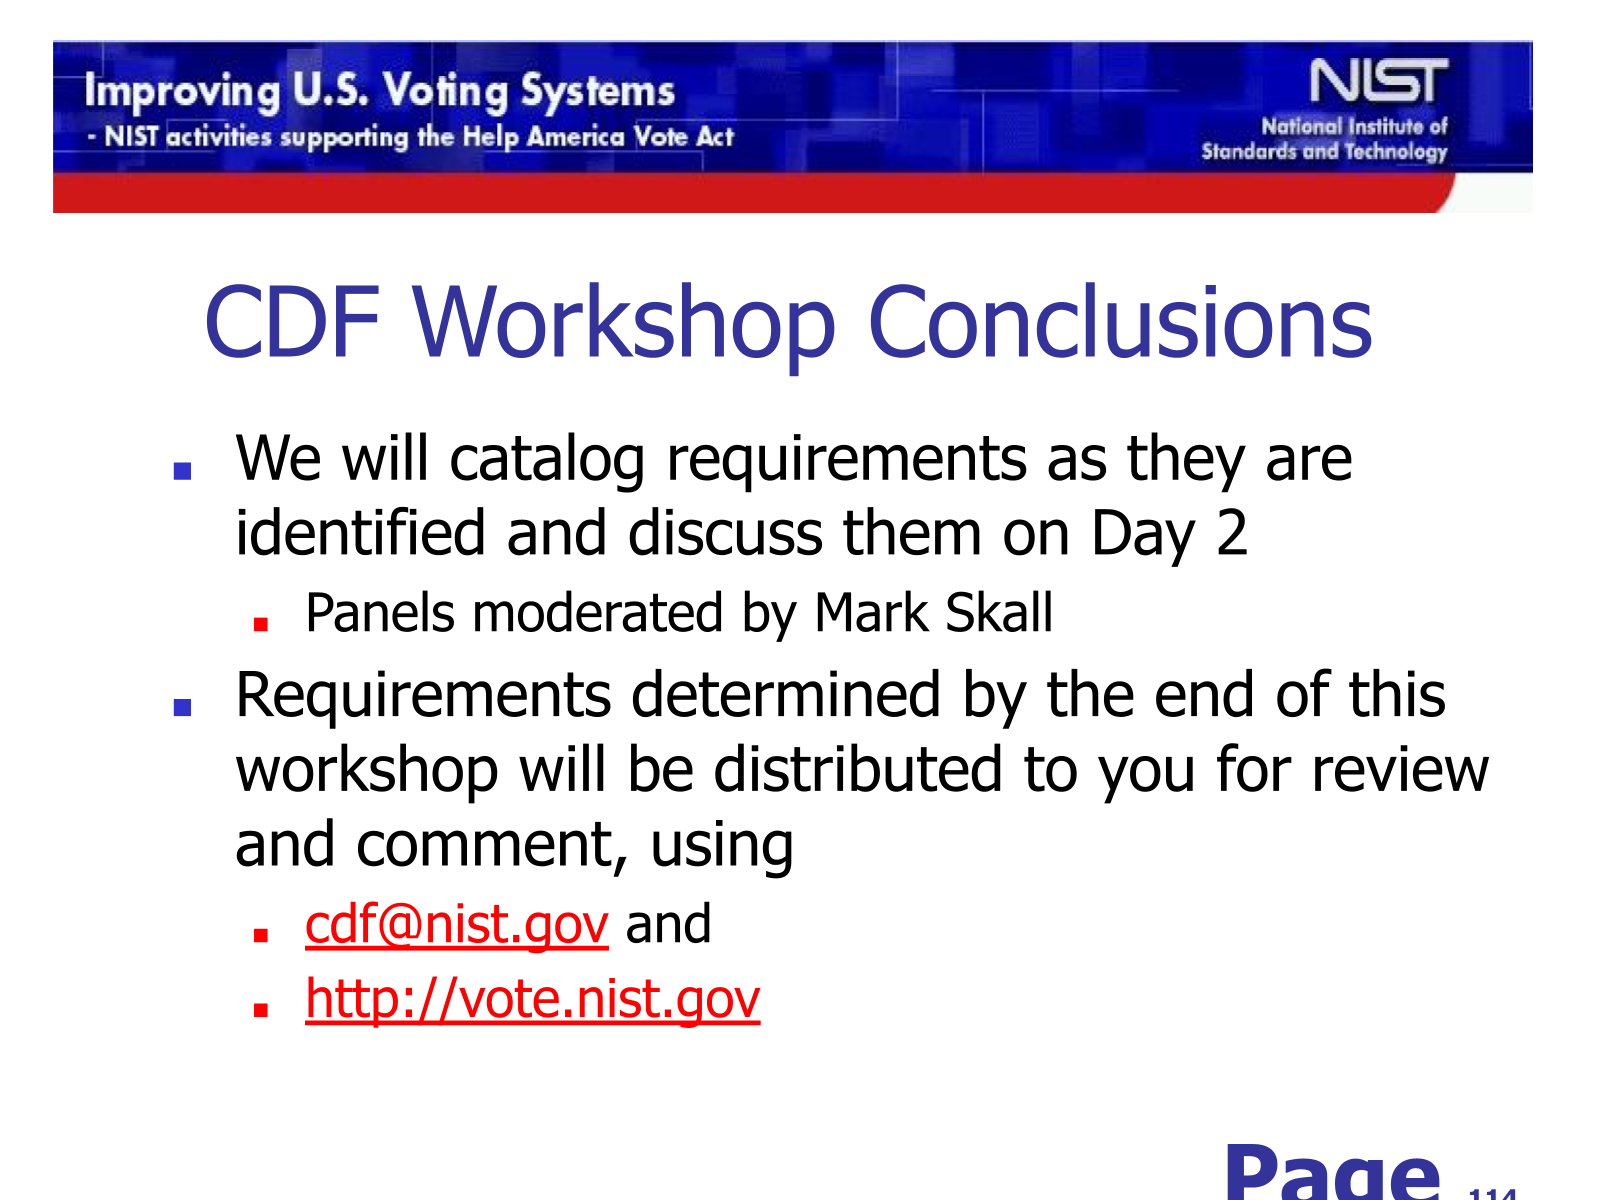 Improving U.S. Voting Systems
- NIST activities supporting the Help America Vote Act
NIST
National Institute of
Standards and Technology
CDF Workshop Conclusions
We will catalog requirements as they are
identified and discuss them on Day 2
Panels moderated by Mark Skall
Requirements determined by the end of this
workshop will be distributed to you for review
and comment, using
cdf@nist.gov and
http://vote.nist.gov
Page 114